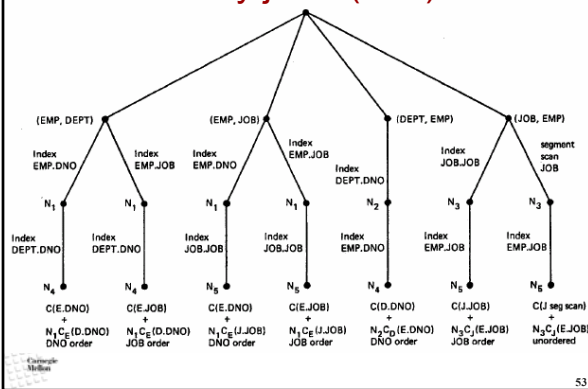 (EMP, DEPT)
(EMP, JOB)
(DEPT, EMP)
(JOB, EMP)
Index
EMP.DNO
Index
EMP.JOB
Index
EMP.DNO
Index
EMP.JOB
Index
DEPT.DNO
Index
JOB.JOB
segment
scan
JOB
N1
N1
N1
N1
N2
N3
N3
Index
DEPT.DNO
Index
DEPT.DNO
Index
JOB.JOB
Index
JOB.JOB
Index
EMP.DNO
Index
EMP.JOB
Index
EMP.JOB
N4
N4
N5
N5
N4
N5
N5
C(E.DNO)
+
N1CE(D.DNO)
DNO order
C(E.JOB)
+
N1CE(D.DNO)
JOB order
C(E.DNO)
+
N1CE(J.JOB)
DNO order
C(E.JOB)
+
N1CE(J.JOB)
JOB order
C(D.DNO)
+
N2CD(E.DNO)
DNO order
C(J.JOB)
+
N3CJ(E.JOB)
JOB order
C(J seg scan)
+
N3CJ(E.JOB)
unordered
Carnegie
Mellon
53